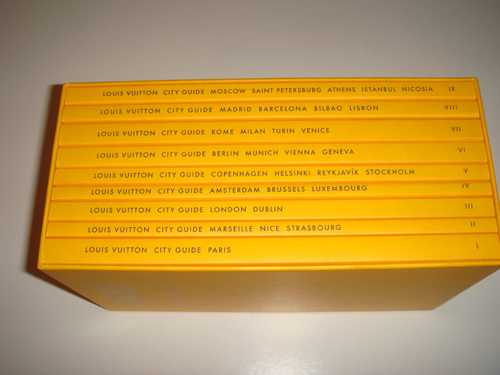 LOUIS VUITTON CITY GUIDE MOSCOW SAINT PETERSBURG ATHENS ISTANBUL NICOSIA IX
LOUIS VUITTON CITY GUIDE MADRID BARCELONA BILBAO LISBON VIII
LOUIS VUITTON CITY GUIDE ROME MILAN TURIN VENICE VII
LOUIS VUITTON CITY GUIDE BERLIN MUNICH VIENNA GENEVA VI
LOUIS VUITTON CITY GUIDE COPENHAGEN HELSINKI REYKJAVÍK STOCKHOLM V
LOUIS VUITTON CITY GUIDE AMSTERDAM BRUSSELS LUXEMBOURG IV
LOUIS VUITTON CITY GUIDE LONDON DUBLIN III
LOUIS VUITTON CITY GUIDE MARSEILLE NICE STRASBOURG II
LOUIS VUITTON CITY GUIDE PARIS I